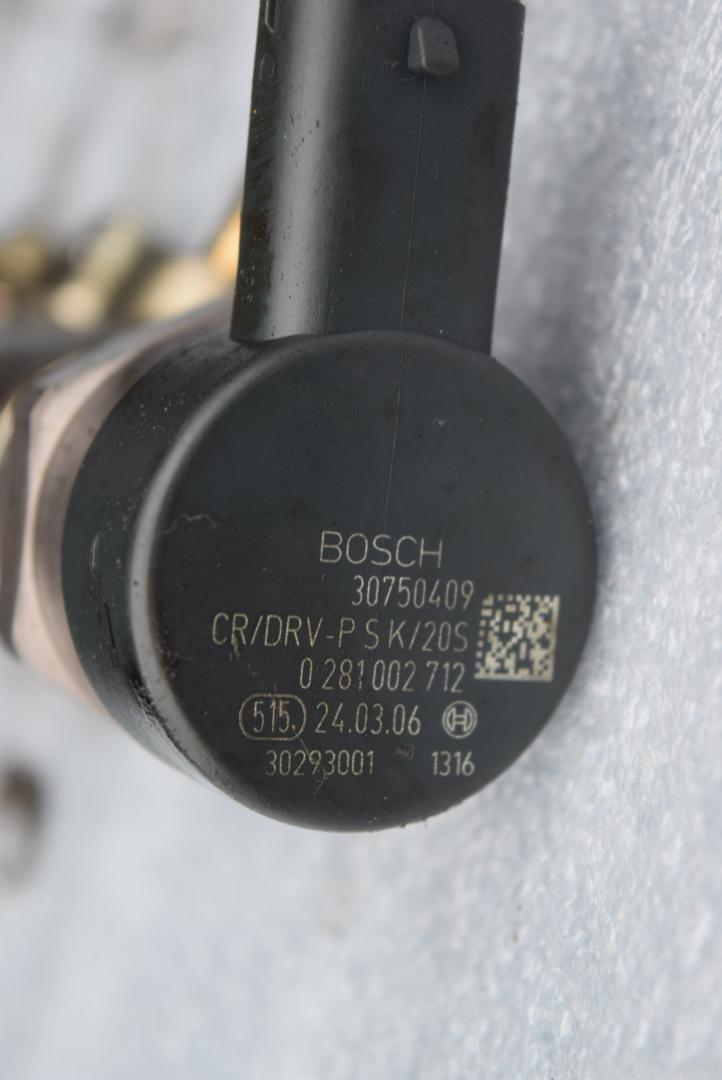 BOSCH
30750409
CR/DRV-P S K/20S
0 281 002 712
515. 24.03.06 H
30293001 1316